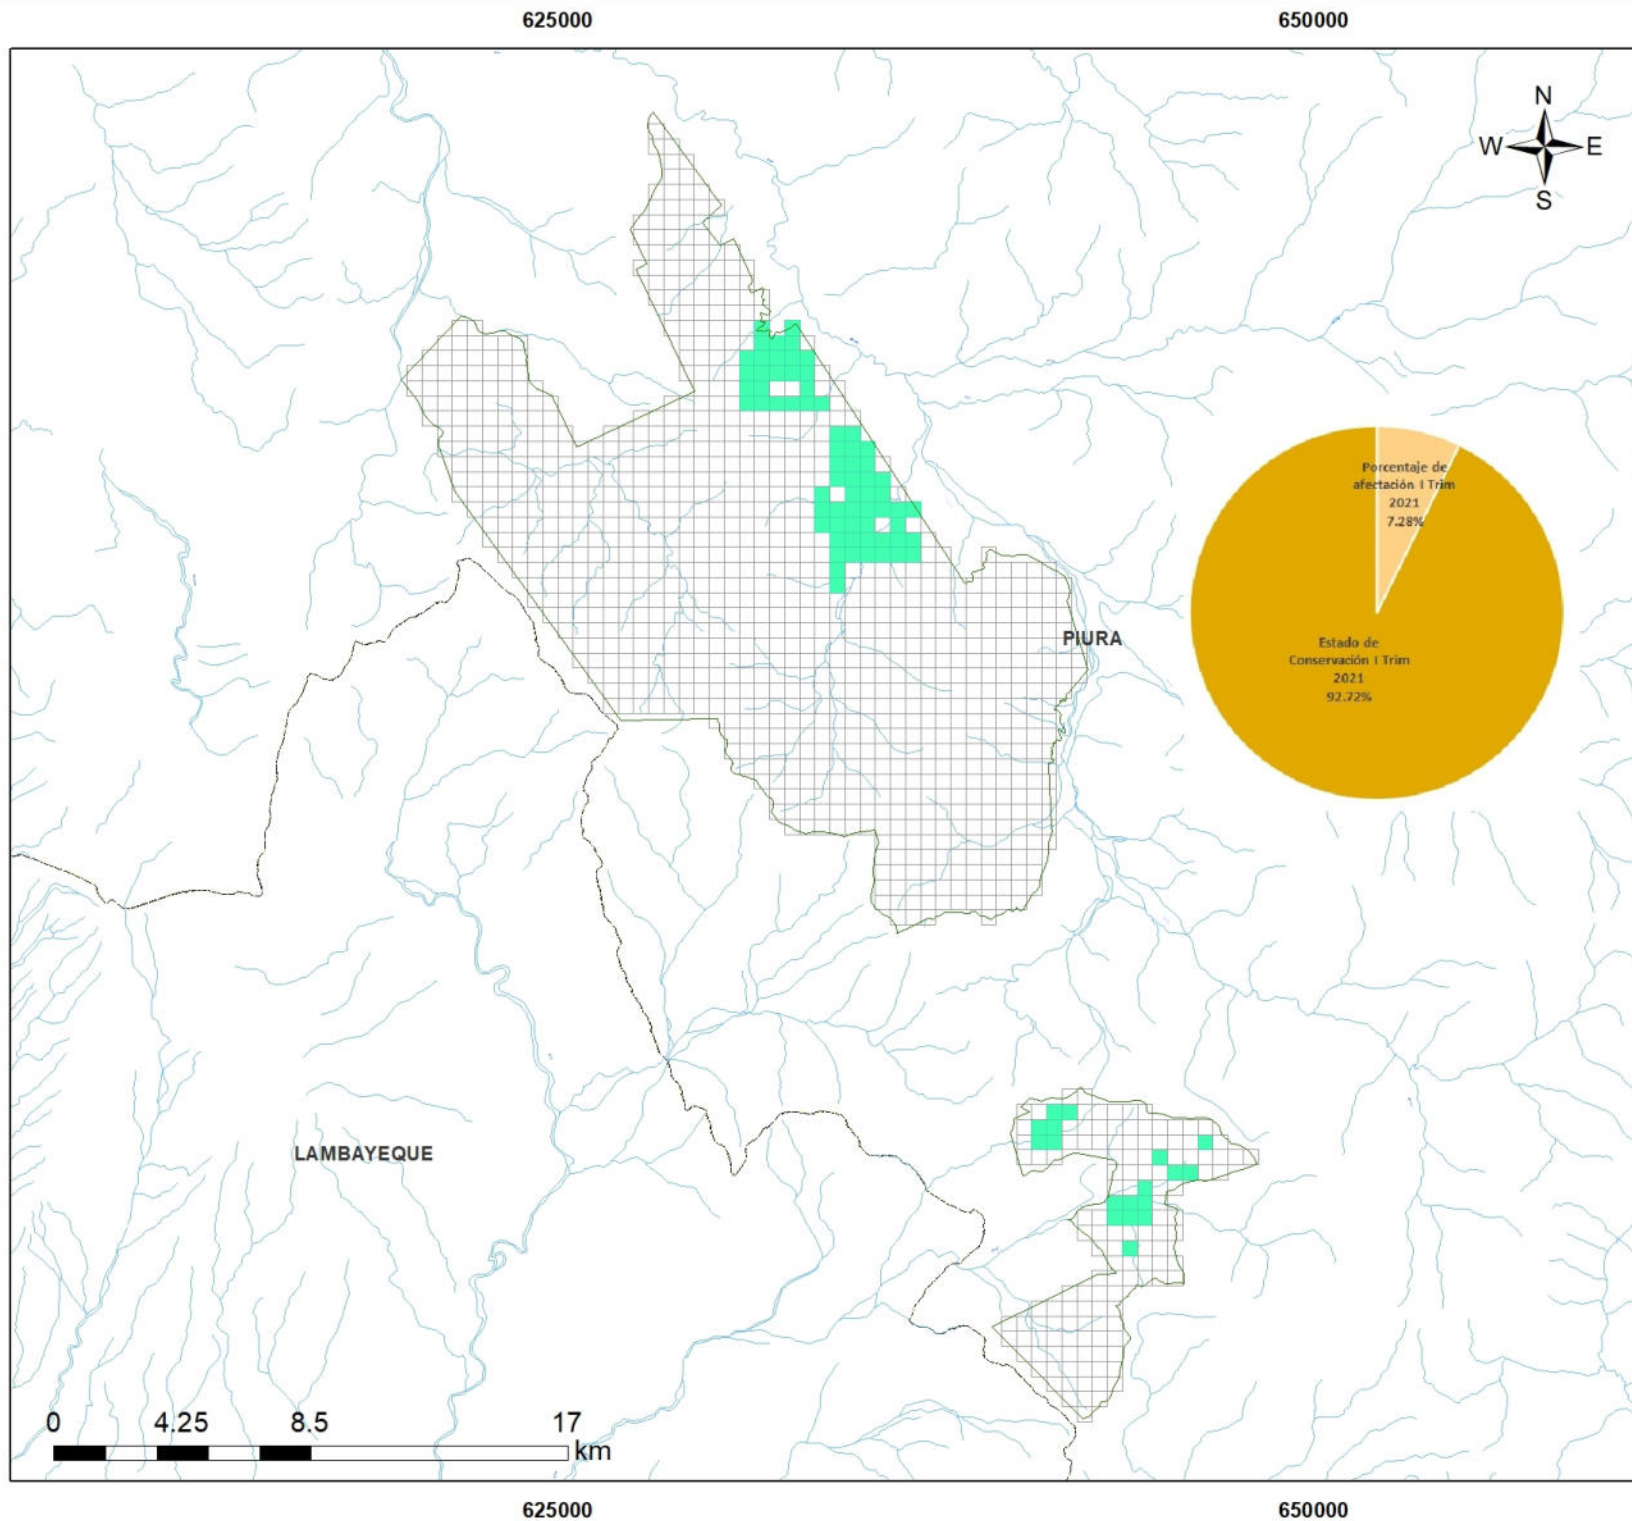 625000 650000
N
W E
S
Porcentaje de
afectación I Trim
2021
7.28%
PIURA
Estado de
Conservación I Trim
2021
92.72%
LAMBAYEQUE
0 4.25 8.5 17
km
625000 650000